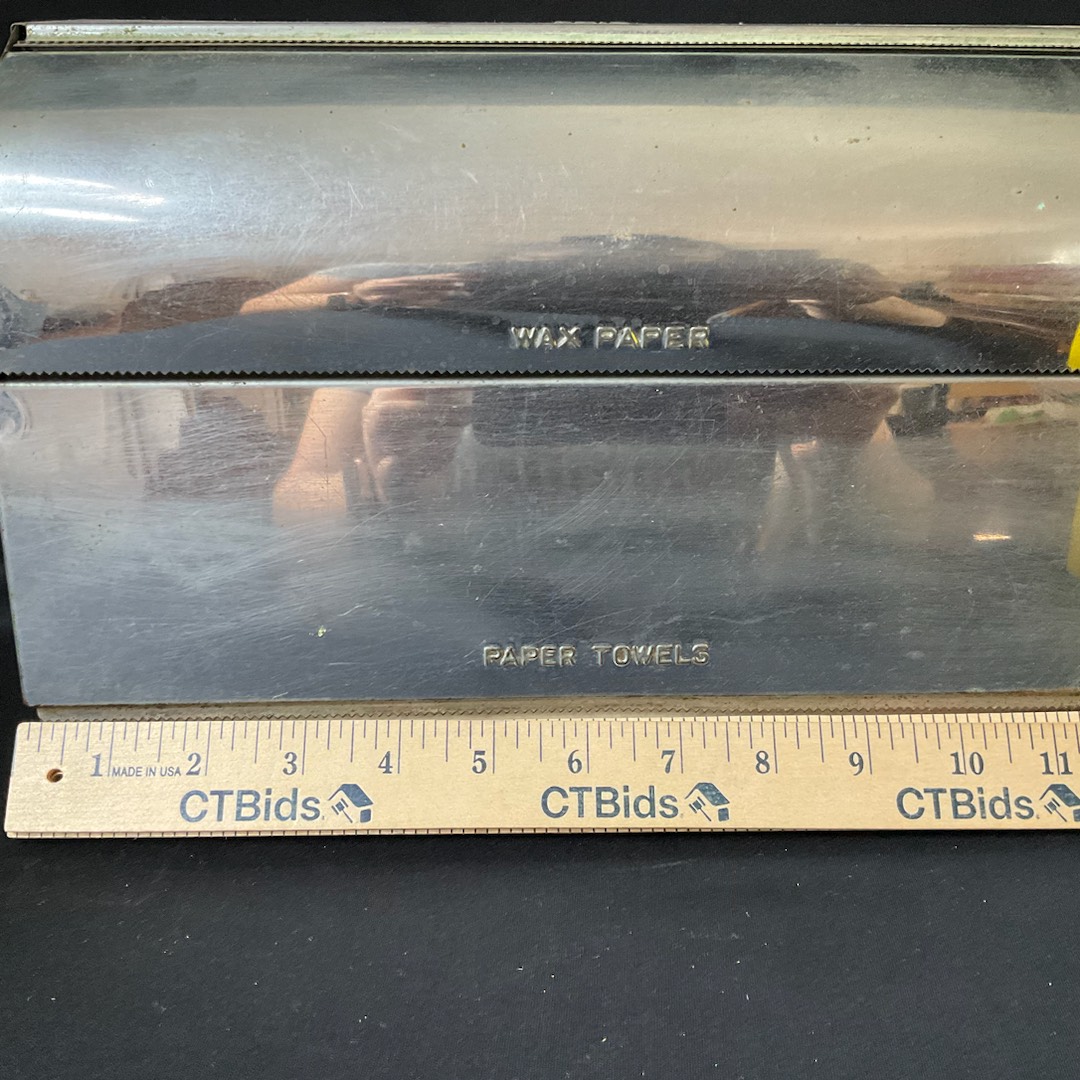 WAX PAPER
PAPER TOWELS
1 MADE IN USA 2 3 4 5 6 7 8 9 10 11
CTBids. CTBids. CTBids.